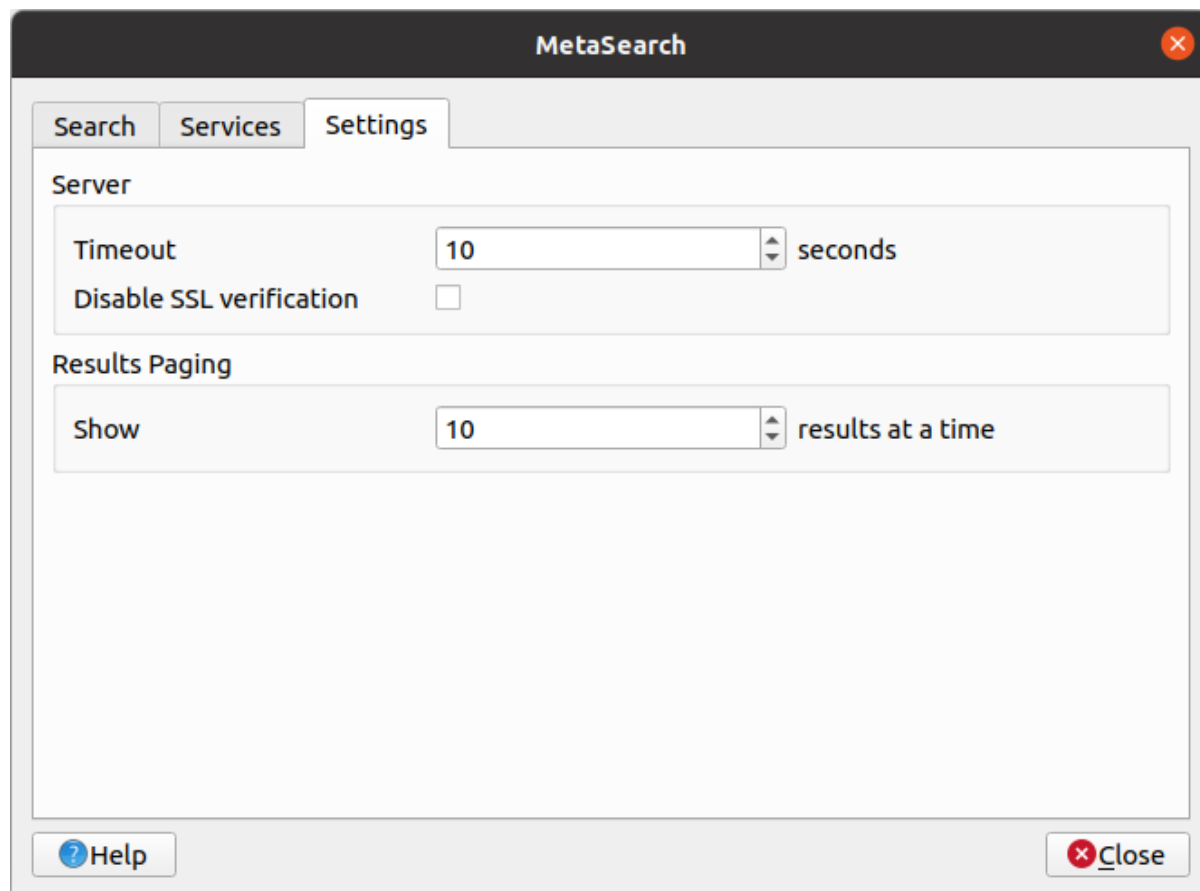 MetaSearch
Search Services Settings
Server
Timeout 10 seconds
Disable SSL verification
Results Paging
Show 10 results at a time
Help Close